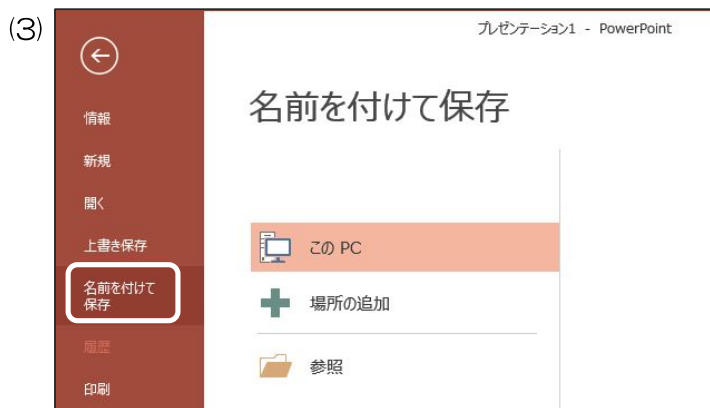 (3)
プレゼンテーション1 - PowerPoint
名前を付けて保存
情報
新規
開く
上書き保存
名前を付けて
保存
履歴
印刷
この PC
場所の追加
参照